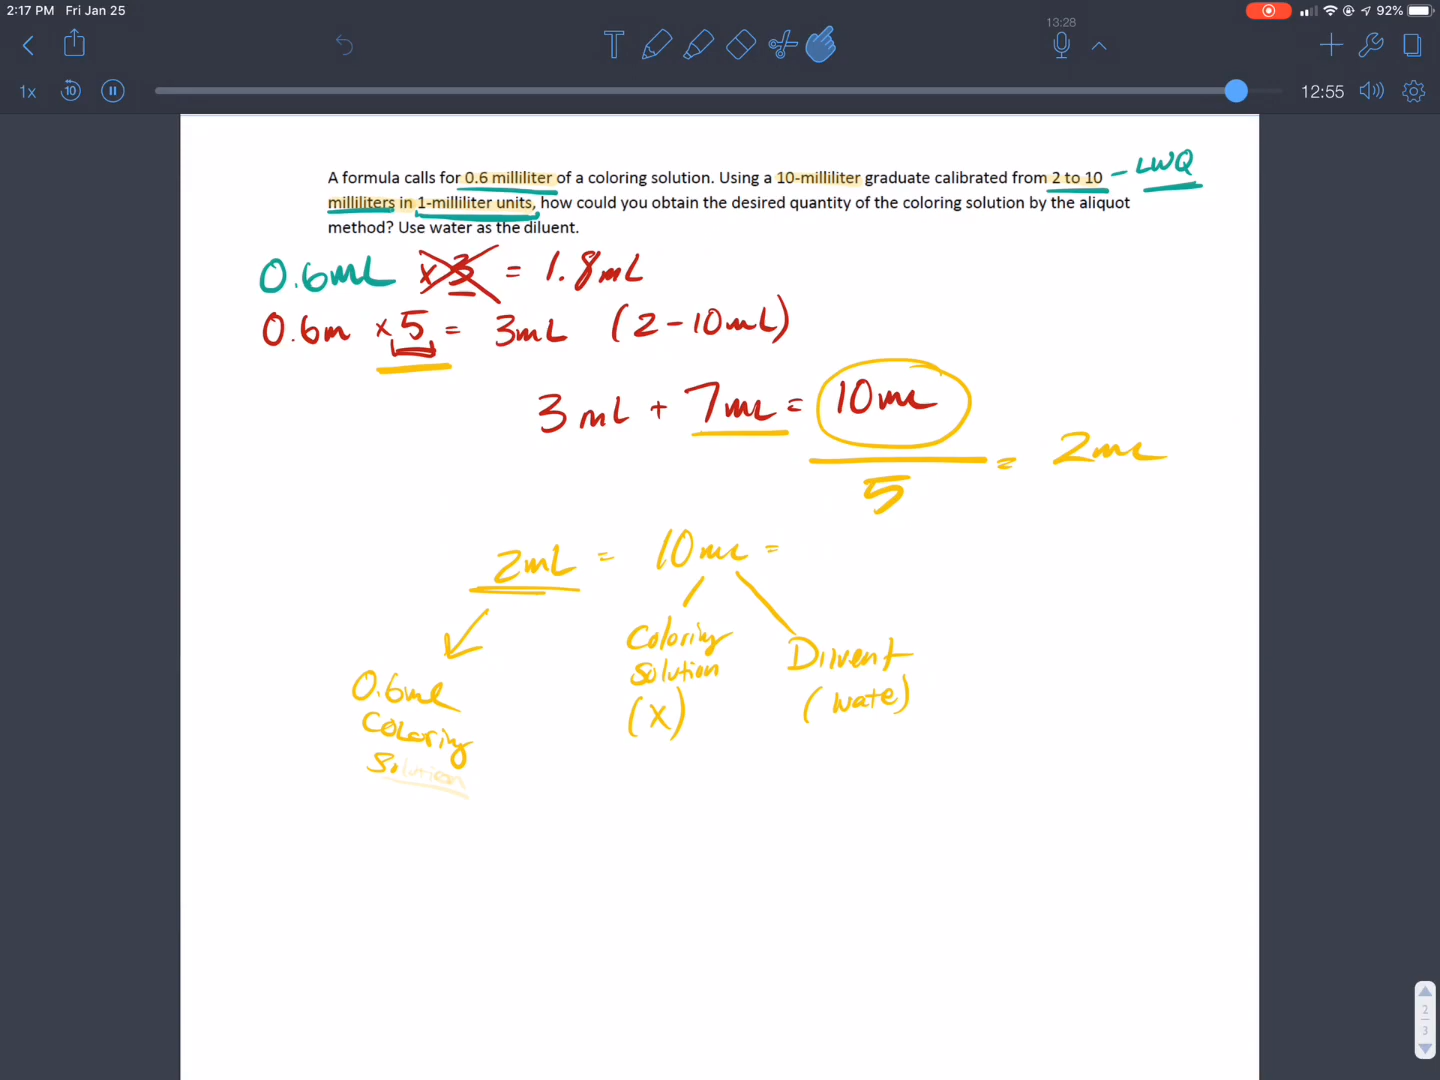 2:17 PM Fri Jan 25
92%
T
13:28
1x
10
12:55
A formula calls for 0.6 milliliter of a coloring solution. Using a 10-milliliter graduate calibrated from 2 to 10
- LWQ
milliliters in 1-milliliter units, how could you obtain the desired quantity of the coloring solution by the aliquot
method? Use water as the diluent.
0.6mL x3 = 1.8mL
0.6m x5 = 3mL (2-10mL)
3mL + 7mL = 10mL
5
= 2mL
2mL = 10mL =
Coloring
Solution
(X)
Diluent
(wate)
0.6mL
Coloring
Solution
2
3